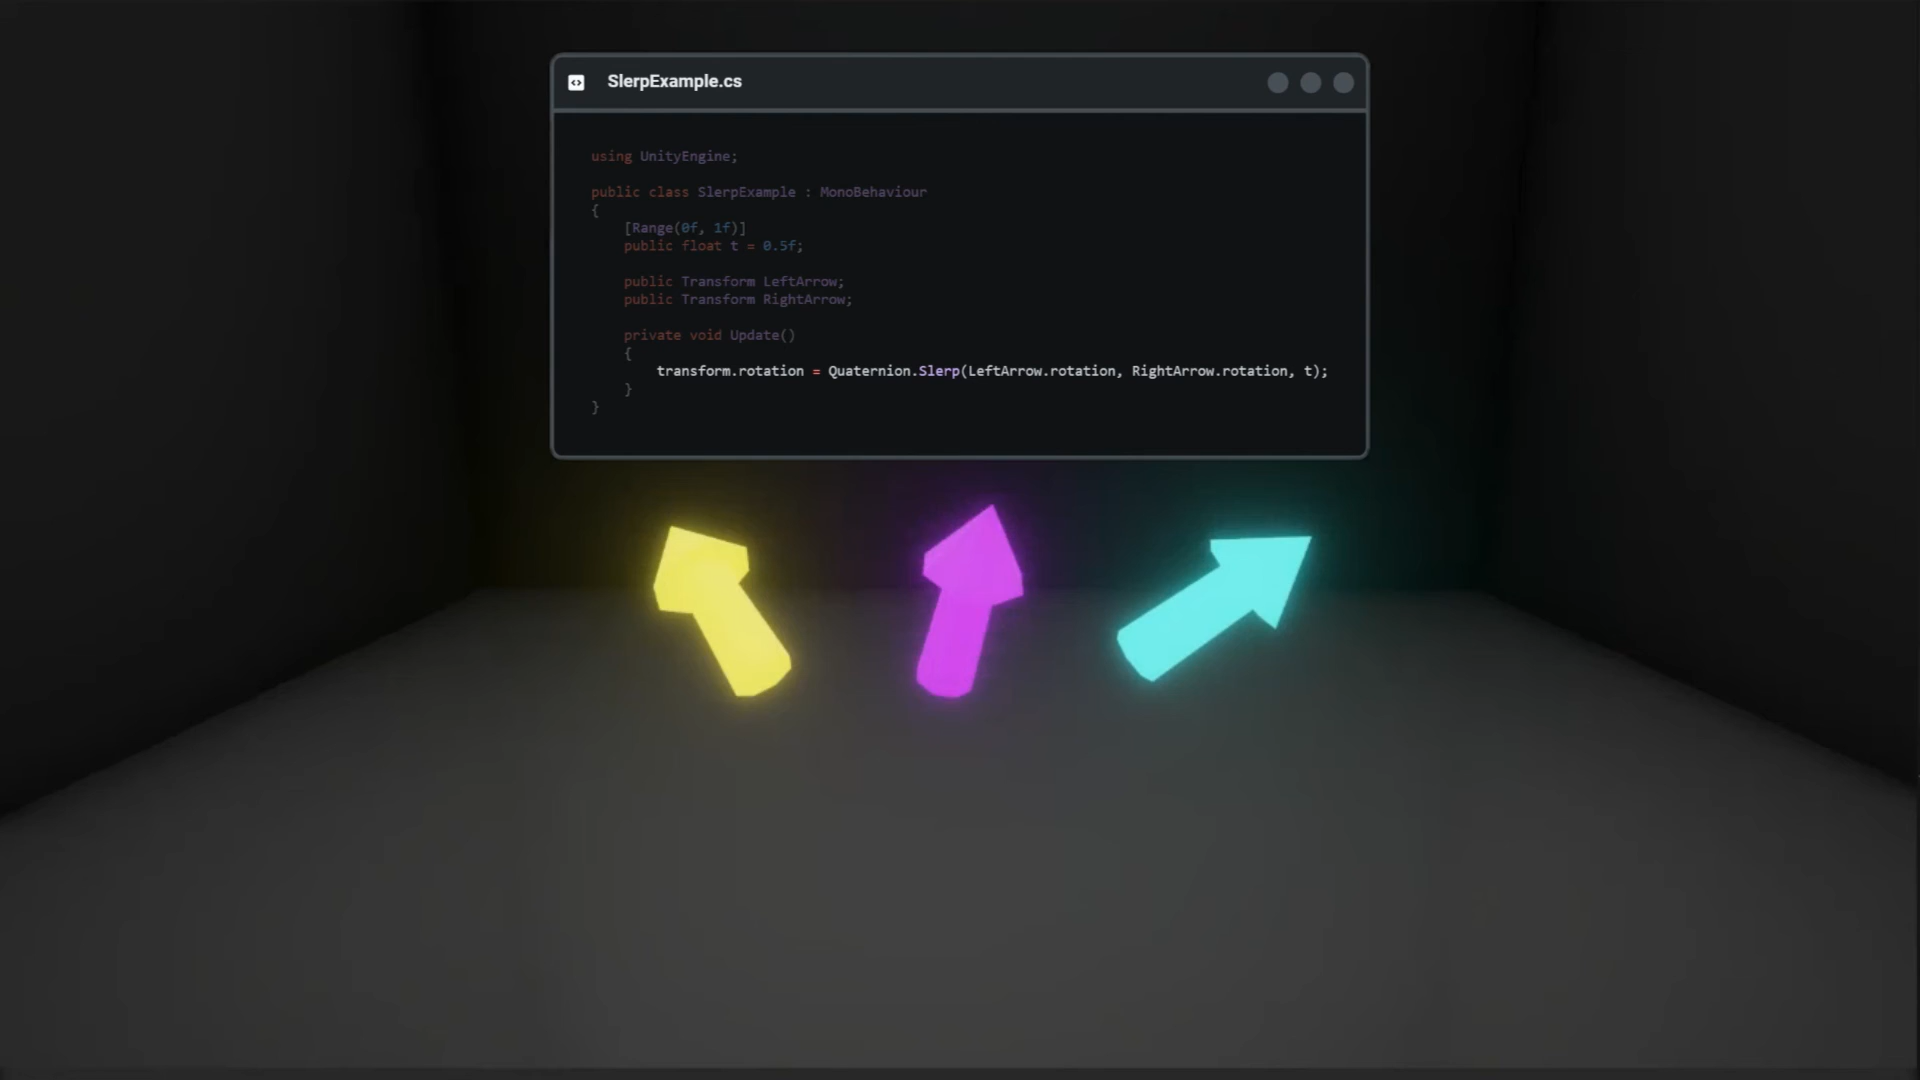 SlerpExample.cs
using UnityEngine;
public class SlerpExample : MonoBehaviour
{
[Range(0f, 1f)]
public float t = 0.5f;
public Transform LeftArrow;
public Transform RightArrow;
private void Update()
{
transform.rotation = Quaternion.Slerp(LeftArrow.rotation, RightArrow.rotation, t);
}
}